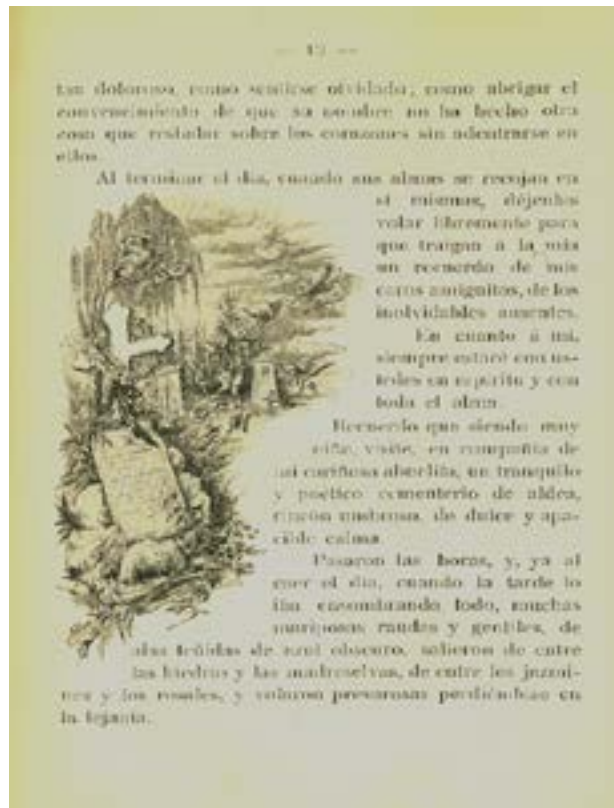 tan doloroso, como sentirse olvidada, como abrigar el
convencimiento de que su nombre no ha hecho otra
cosa que resbalar sobre los corazones sin adentrarse en
ellos.
Al terminar el día, cuando sus almas se recojan en
sí mismas, déjenlas
volar libremente para
que traigan á la mía
un recuerdo de mis
caros amiguitos, de los
inolvidables ausentes.
En cuanto á mí,
siempre estaré con us-
tedes en espíritu y con
toda el alma.
Recuerdo que siendo muy
niña, visité, en compañía de
mi cariñosa abuelita, un tranquilo
y poético cementerio de aldea,
rincón umbroso, de dulce y apa-
cible calma.
Pasaron las horas, y, ya al
caer el día, cuando la tarde lo
iba ensombrando todo, muchas
mariposas raudas y gentiles, de
alas teñidas de azul obscuro, salieron de entre
las hiedras y las madreselvas, de entre los jazmi-
nes y los rosales, y volaron presurosas perdiéndose en
la lejanía.